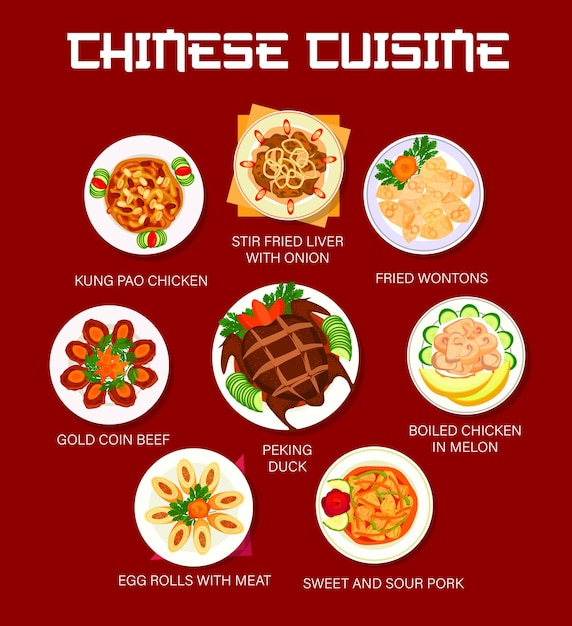 CHINESE CUISINE
STIR FRIED LIVER
WITH ONION
KUNG PAO CHICKEN
FRIED WONTONS
GOLD COIN BEEF
PEKING
DUCK
BOILED CHICKEN
IN MELON
EGG ROLLS WITH MEAT
SWEET AND SOUR PORK